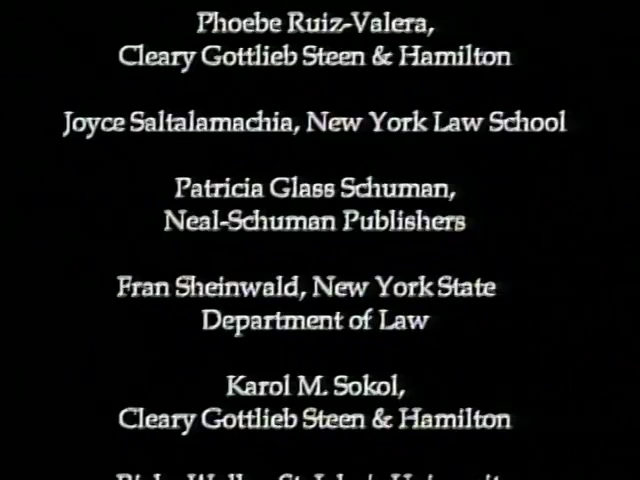 Phoebe Ruiz-Valera,
Cleary Gottlieb Steen & Hamilton
Joyce Saltalamachia, New York Law School
Patricia Glass Schuman,
Neal-Schuman Publishers
Fran Sheinwald, New York State
Department of Law
Karol M. Sokol,
Cleary Gottlieb Steen & Hamilton